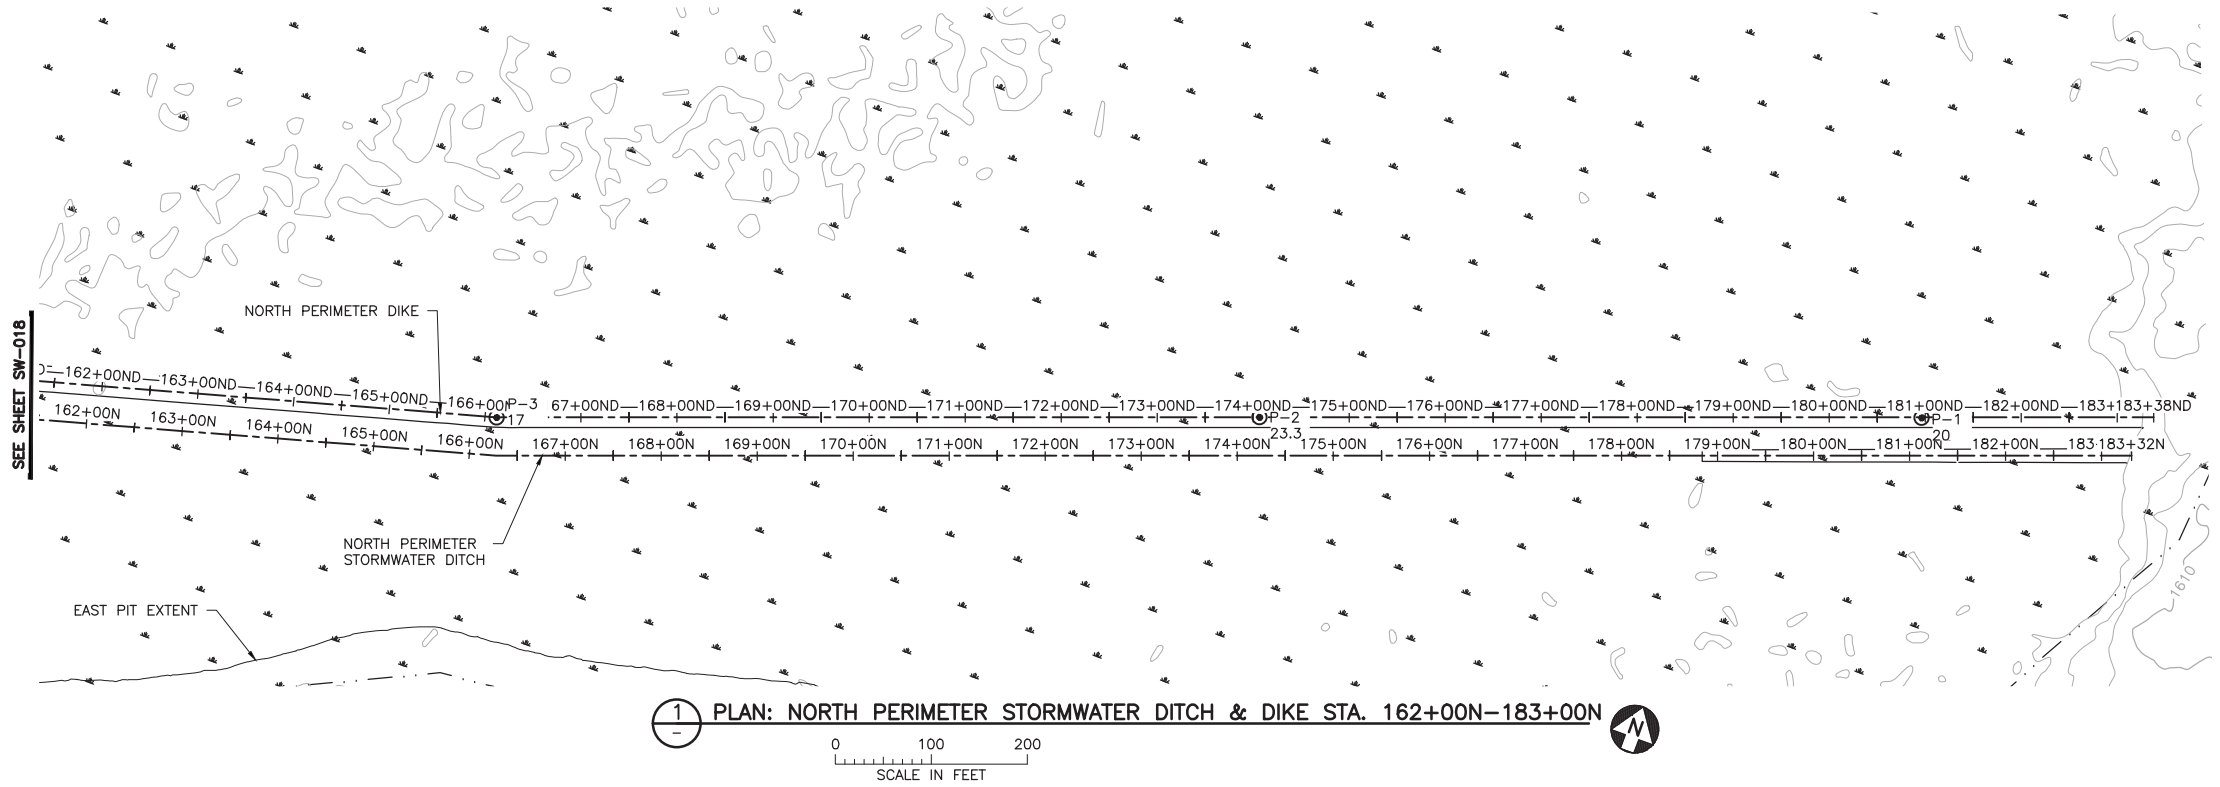 NORTH PERIMETER DIKE
SEE SHEET SW-018
162+00ND
163+00ND
164+00ND
165+00ND
166+00N
P-3
17
67+00ND
168+00ND
169+00ND
170+00ND
171+00ND
172+00ND
173+00ND
174+00ND
P-2
23.3
175+00ND
176+00ND
177+00ND
178+00ND
179+00ND
180+00ND
181+00ND
P-1
20
182+00ND
183+183+38ND
162+00N
163+00N
164+00N
165+00N
166+00N
167+00N
168+00N
169+00N
170+00N
171+00N
172+00N
173+00N
174+00N
175+00N
176+00N
177+00N
178+00N
179+00N
180+00N
181+00N
182+00N
183+183+32N
NORTH PERIMETER
STORMWATER DITCH
EAST PIT EXTENT
1610
1
-
PLAN: NORTH PERIMETER STORMWATER DITCH & DIKE STA. 162+00N-183+00N
N
0 100 200
SCALE IN FEET